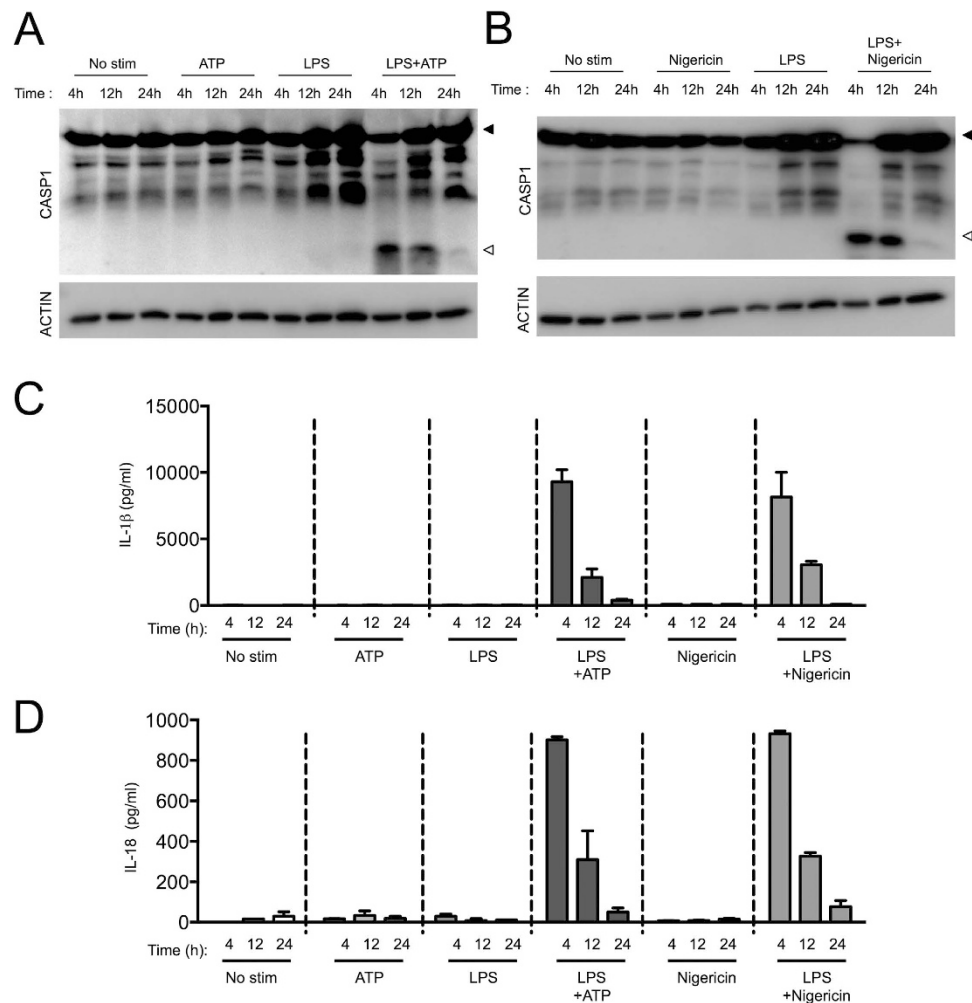 A
No stim ATP LPS LPS+ATP
Time : 4h 12h 24h 4h 12h 24h 4h 12h 24h 4h 12h 24h
CASP1
ACTIN
B
No stim Nigericin LPS LPS+
Nigericin
Time : 4h 12h 24h 4h 12h 24h 4h 12h 24h 4h 12h 24h
CASP1
ACTIN
C
IL-1β (pg/ml)
15000
10000
5000
0
Time (h): 4 12 24 4 12 24 4 12 24 4 12 24 4 12 24 4 12 24
No stim ATP LPS LPS Nigericin LPS
+ATP +Nigericin
D
IL-18 (pg/ml)
1000
800
600
400
200
0
Time (h): 4 12 24 4 12 24 4 12 24 4 12 24 4 12 24 4 12 24
No stim ATP LPS LPS Nigericin LPS
+ATP +Nigericin